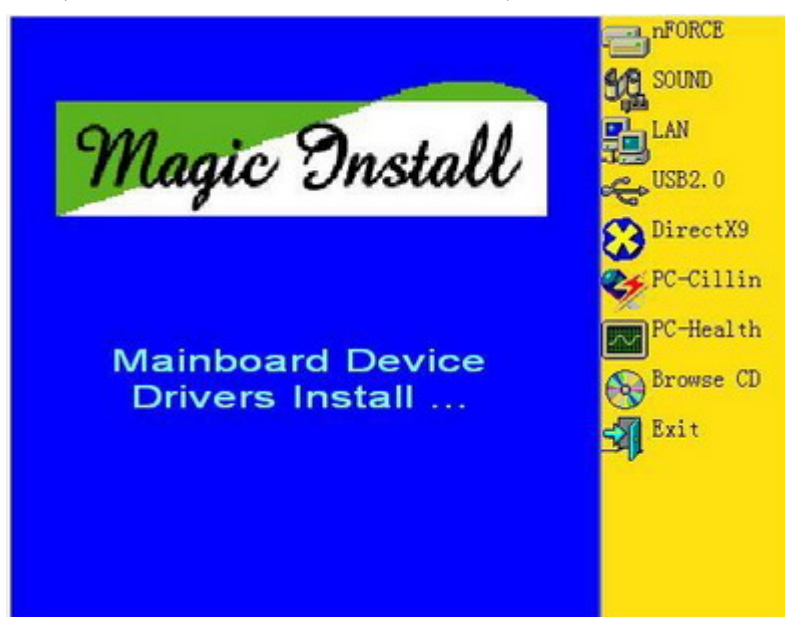 Magic Install
Mainboard Device
Drivers Install ...
nFORCE
SOUND
LAN
USB2.0
DirectX9
PC-Cillin
PC-Health
Browse CD
Exit